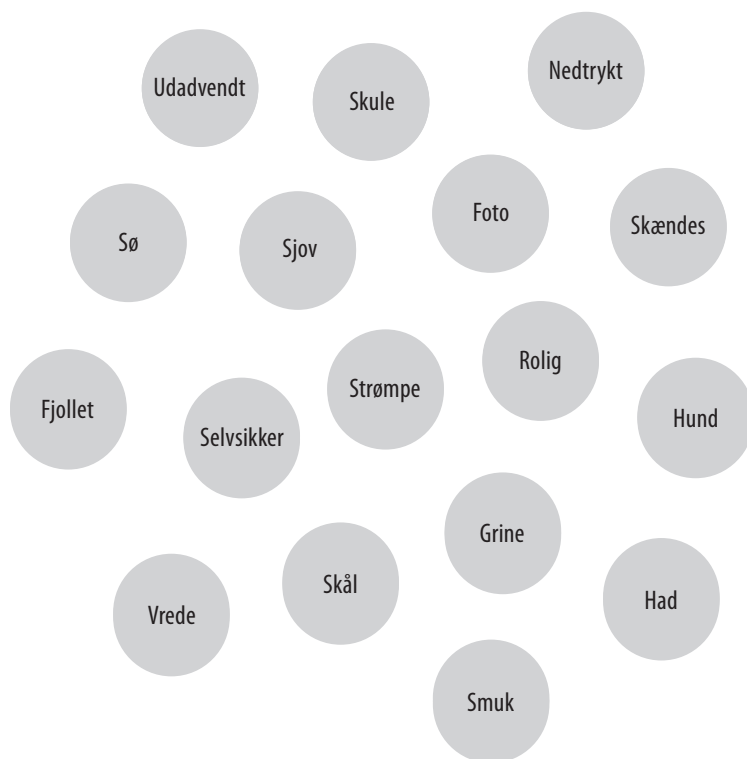 Nedtrykt
Udadvendt
Skule
Foto
Skændes
Sø
Sjov
Rolig
Strømpe
Fjollet
Hund
Selvsikker
Grine
Skål
Had
Vrede
Smuk